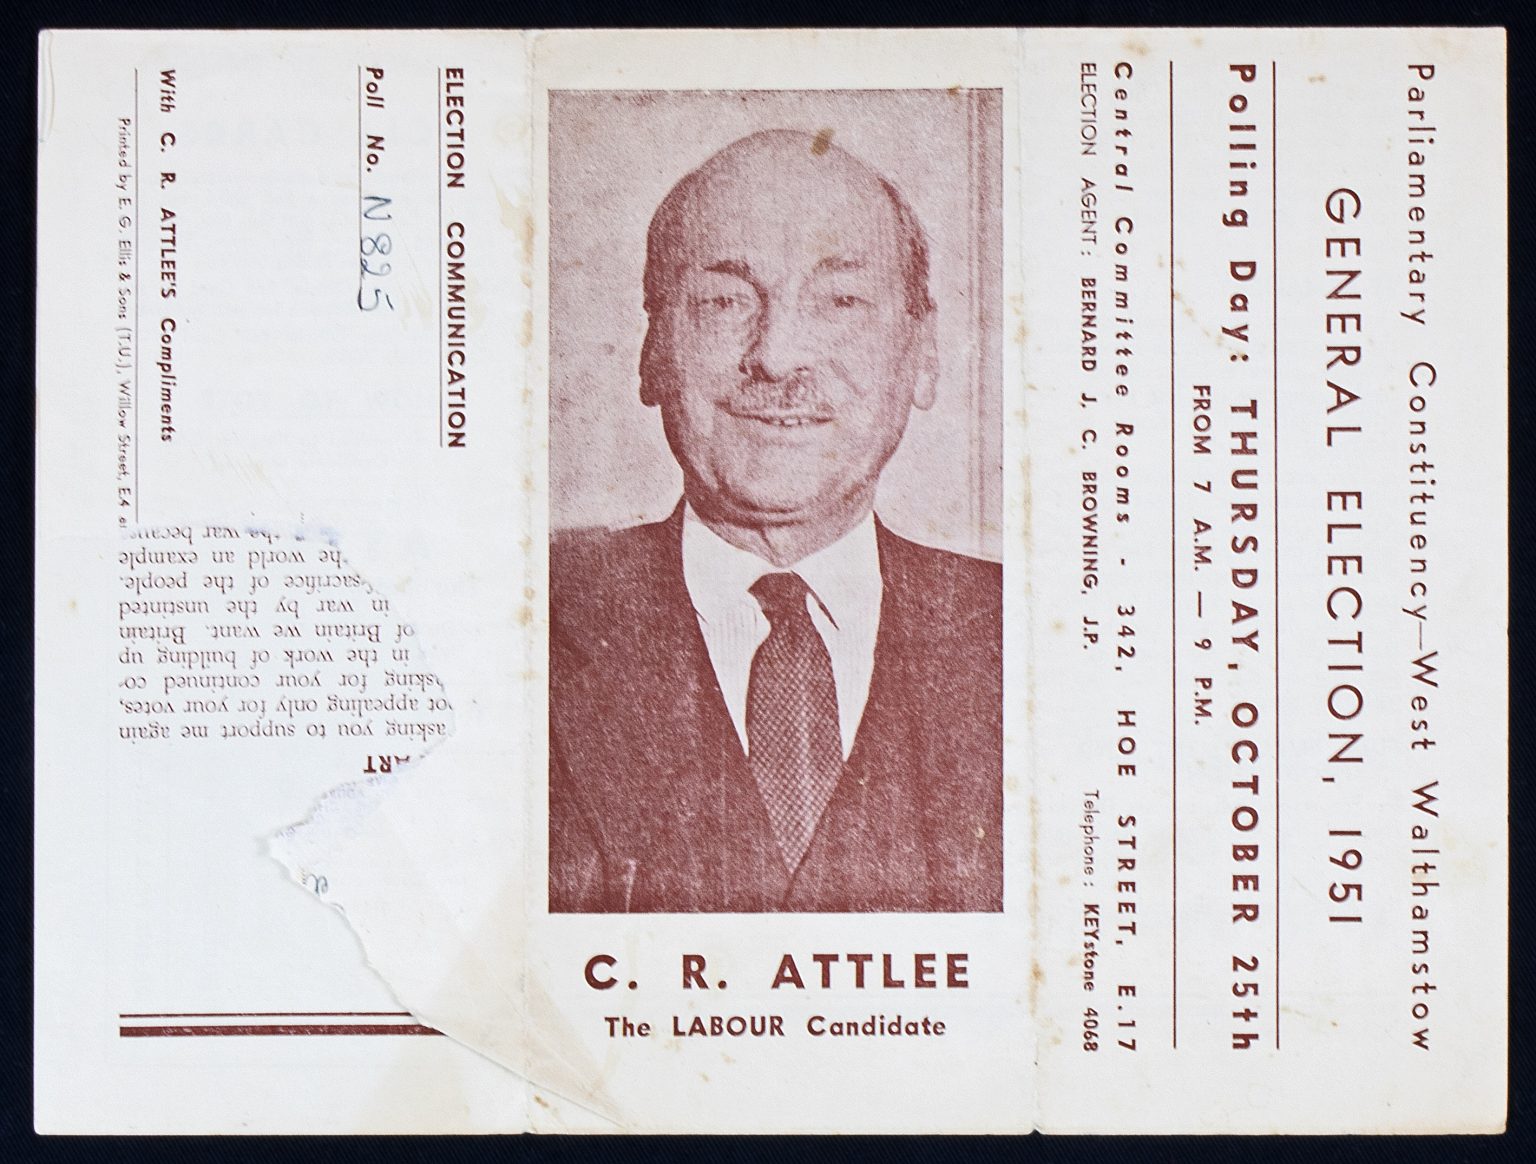 Parliamentary Constituency—West Walthamstow
GENERAL ELECTION, 1951
Polling Day: THURSDAY, OCTOBER 25th
FROM 7 A.M. — 9 P.M.
Central Committee Rooms - 342, HOE STREET, E.17
ELECTION AGENT: BERNARD J. C. BROWNING, J.P. Telephone: KEYstone 4068
C. R. ATTLEE
The LABOUR Candidate
ELECTION COMMUNICATION
Poll No. N 825
With C. R. ATTLEE'S Compliments
Printed by E. G. Ellis & Sons (T.U.), Willow Street, E4
asking you to support me again
appealing only for your votes,
asking for your continued co-
in the work of building up
of Britain we want. Britain
in war by the unstinted
sacrifice of the people.
the world an example
the war